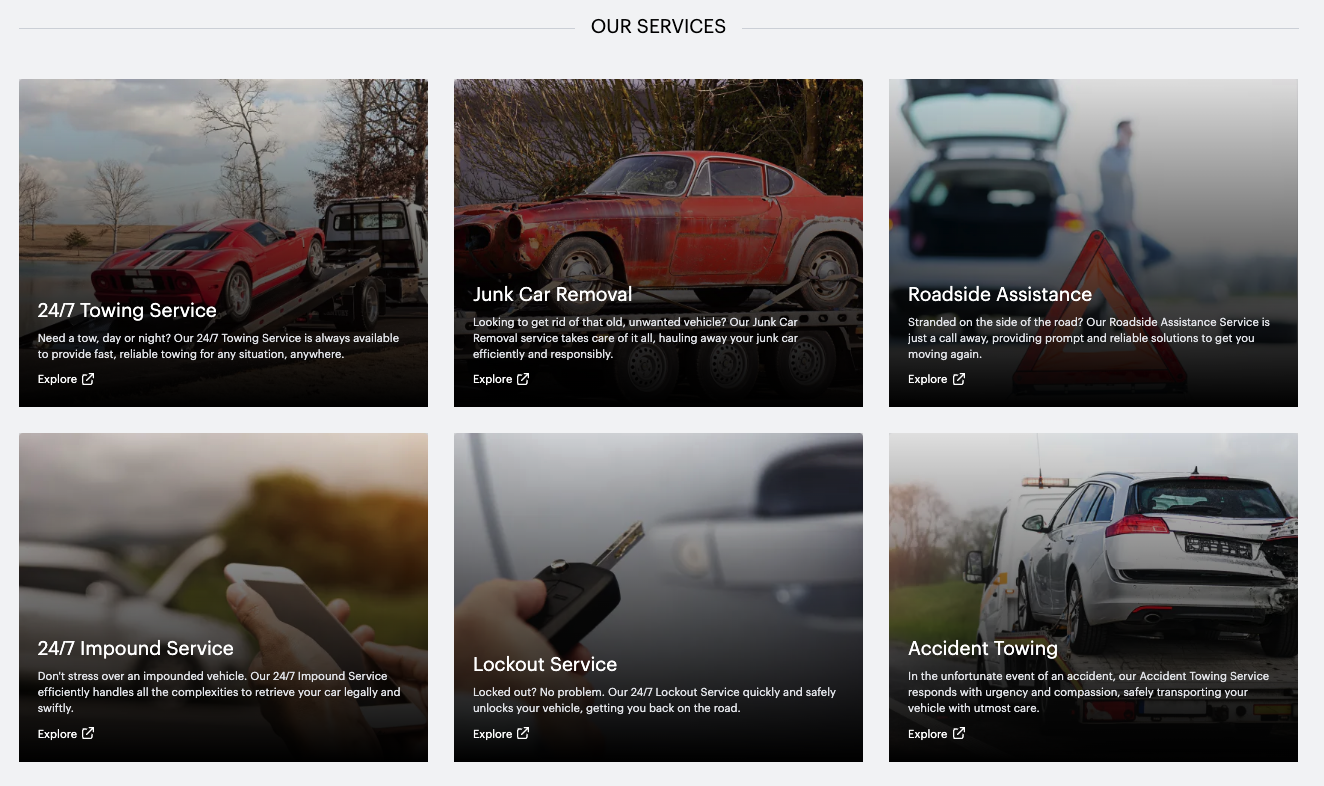 OUR SERVICES
24/7 Towing Service
Need a tow, day or night? Our 24/7 Towing Service is always available
to provide fast, reliable towing for any situation, anywhere.
Explore
Junk Car Removal
Looking to get rid of that old, unwanted vehicle? Our Junk Car
Removal service takes care of it all, hauling away your junk car
efficiently and responsibly.
Explore
Roadside Assistance
Stranded on the side of the road? Our Roadside Assistance Service is
just a call away, providing prompt and reliable solutions to get you
moving again.
Explore
24/7 Impound Service
Don't stress over an impounded vehicle. Our 24/7 Impound Service
efficiently handles all the complexities to retrieve your car legally and
swiftly.
Explore
Lockout Service
Locked out? No problem. Our 24/7 Lockout Service quickly and safely
unlocks your vehicle, getting you back on the road.
Explore
Accident Towing
In the unfortunate event of an accident, our Accident Towing Service
responds with urgency and compassion, safely transporting your
vehicle with utmost care.
Explore